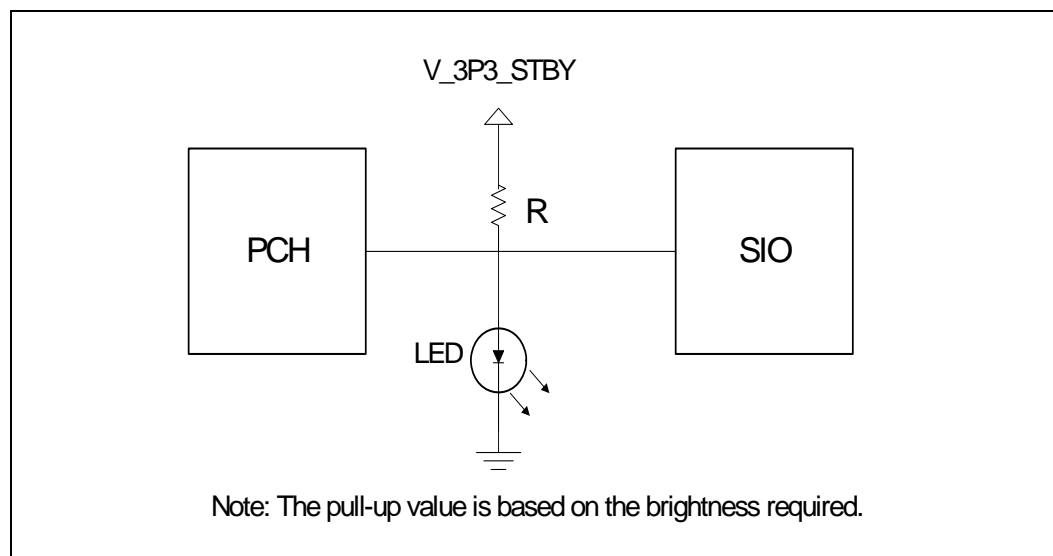 V_3P3_STBY
R
PCH
SIO
LED
Note: The pull-up value is based on the brightness required.